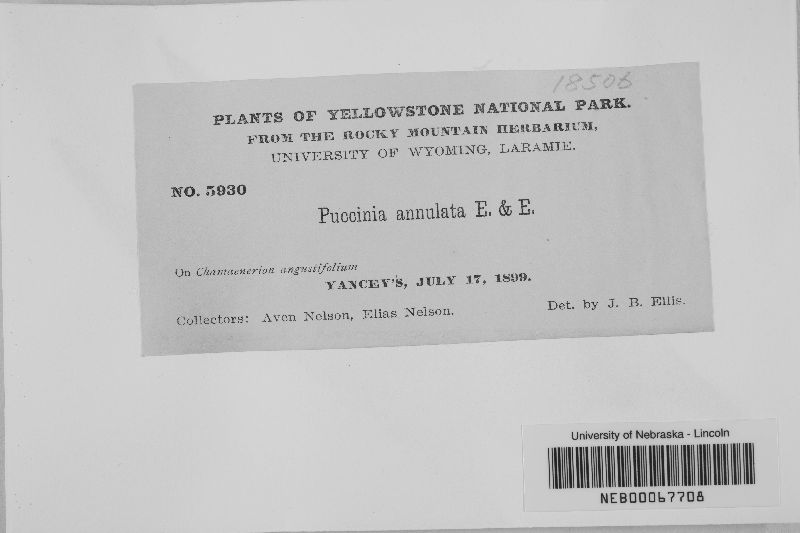 18506
PLANTS OF YELLOWSTONE NATIONAL PARK.
FROM THE ROCKY MOUNTAIN HERBARIUM,
UNIVERSITY OF WYOMING, LARAMIE.
NO. 5930
Puccinia annulata E. & E.
On Chamaenerion angustifolium
YANCEY'S, JULY 17, 1899.
Collectors: Aven Nelson, Elias Nelson. Det. by J. B. Ellis.
University of Nebraska - Lincoln
NEB00067708